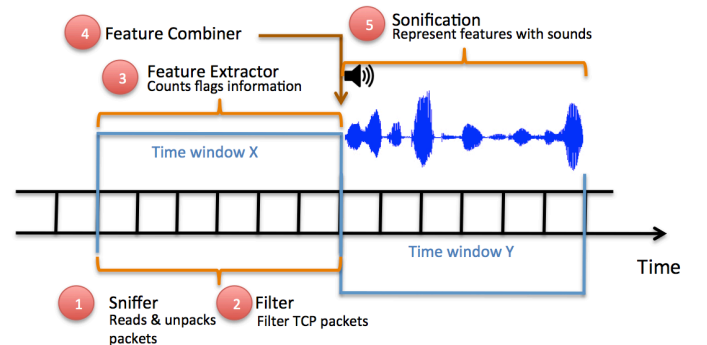 4 Feature Combiner
5 Sonification
Represent features with sounds
3 Feature Extractor
Counts flags information
Time window X
Time window Y
Time
1 Sniffer
Reads & unpacks
packets
2 Filter
Filter TCP packets